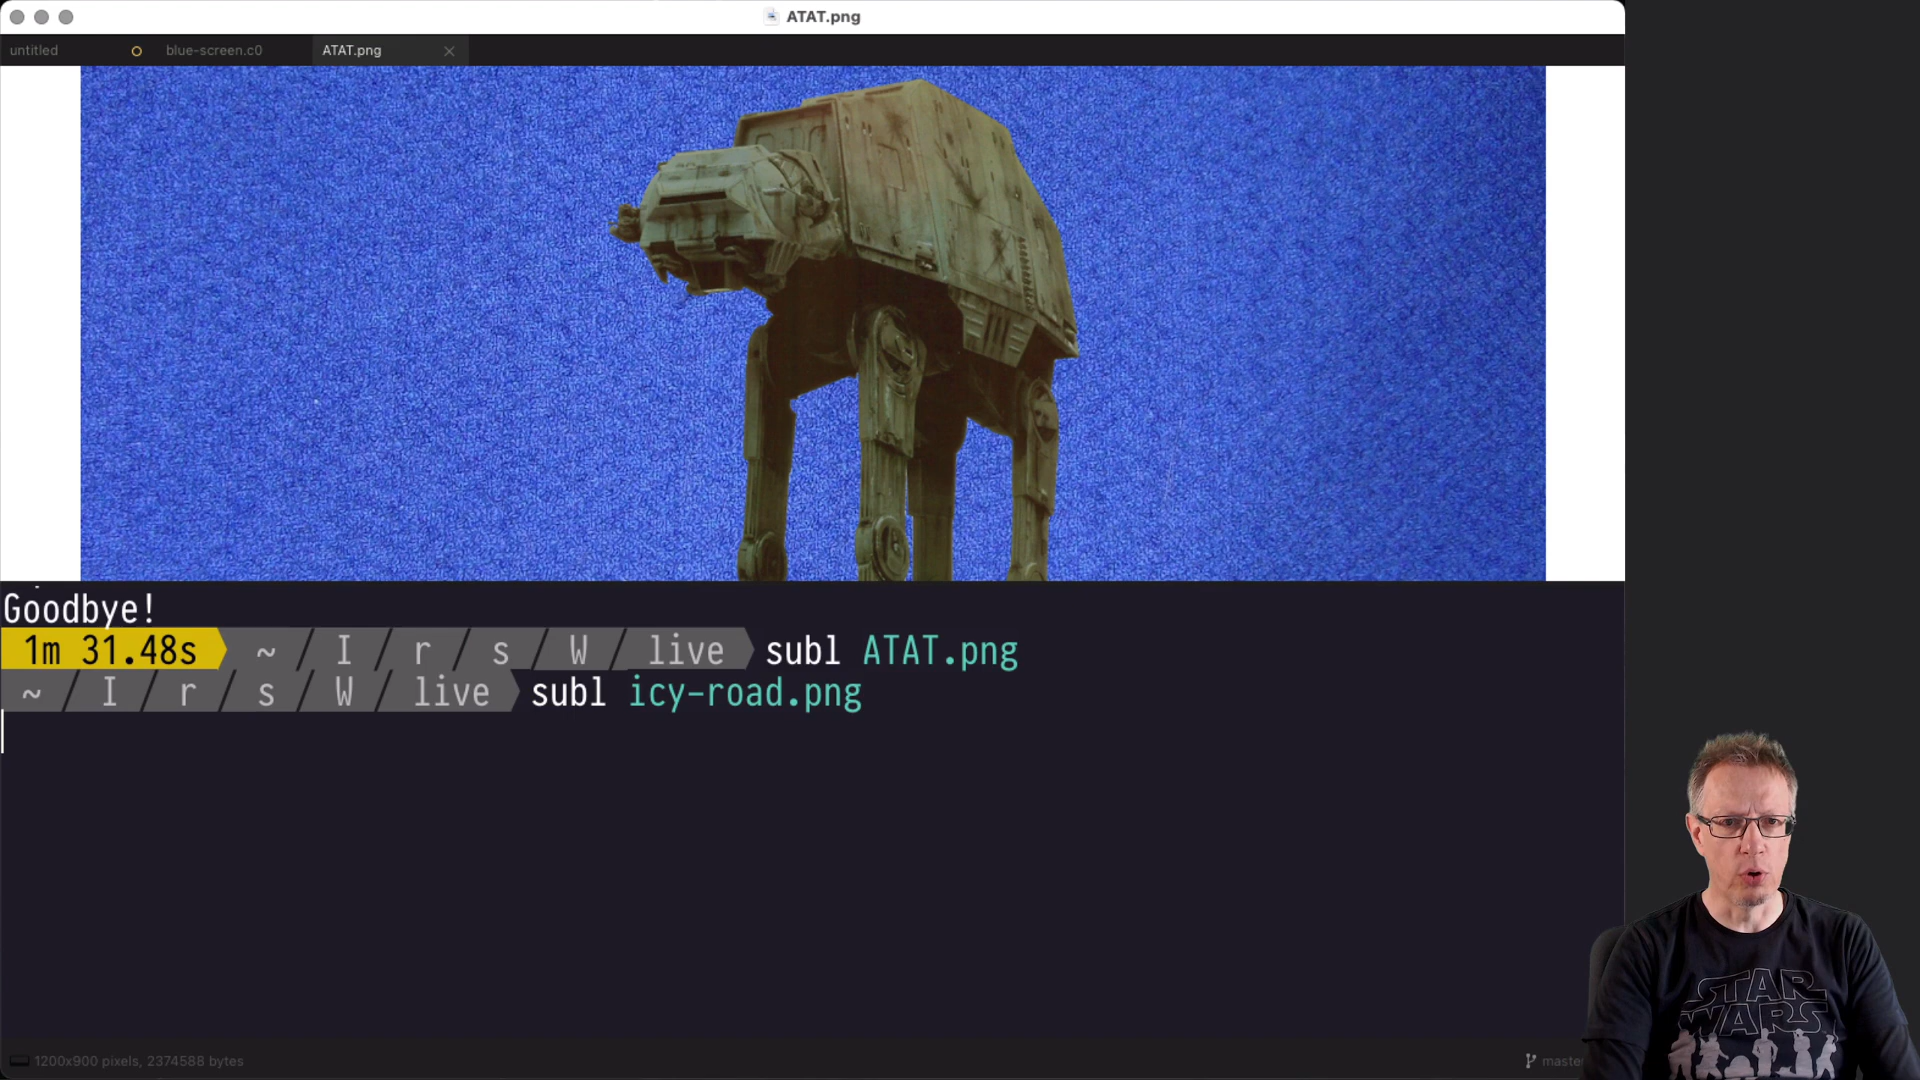 ATAT.png
untitled
blue-screen.c0
ATAT.png
Goodbye!
1m 31.48s ~ / I / r / s / W / live subl ATAT.png
~ / I / r / s / W / live subl icy-road.png
1200x900 pixels, 2374588 bytes
STAR
WARS